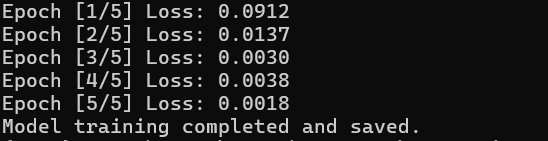 Epoch [1/5] Loss: 0.0912
Epoch [2/5] Loss: 0.0137
Epoch [3/5] Loss: 0.0030
Epoch [4/5] Loss: 0.0038
Epoch [5/5] Loss: 0.0018
Model training completed and saved.